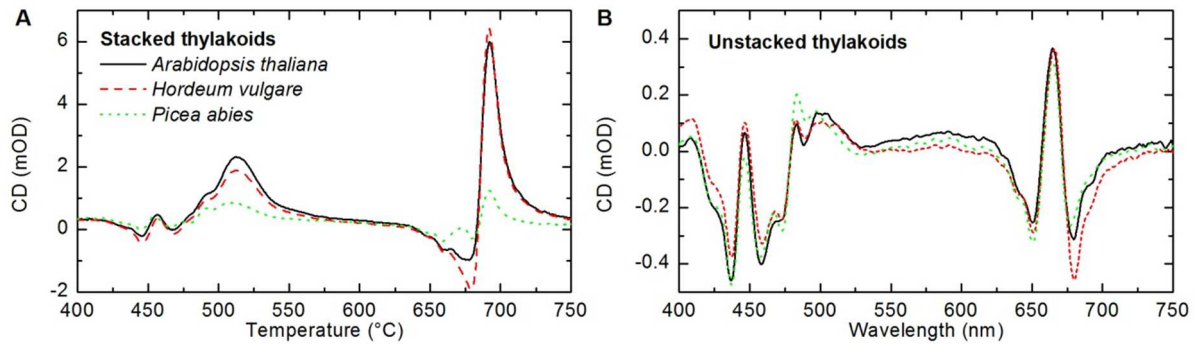 A
Stacked thylakoids
Arabidopsis thaliana
Hordeum vulgare
Picea abies
CD (mOD)
6
4
2
0
-2
400 450 500 550 600 650 700 750
Temperature (°C)
B
Unstacked thylakoids
CD (mOD)
0.4
0.2
0.0
-0.2
-0.4
400 450 500 550 600 650 700 750
Wavelength (nm)